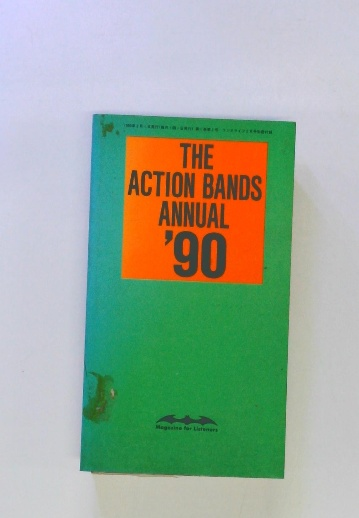 THE
ACTION BANDS
ANNUAL
'90
Magazine for Listeners